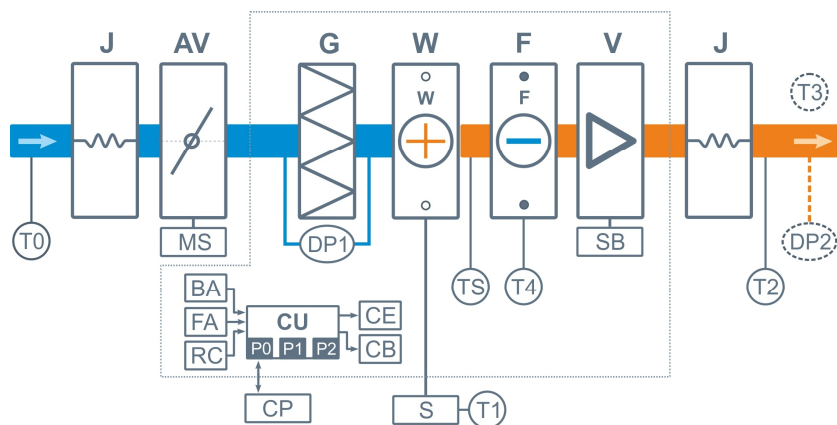 J AV G W F V J
T3
W F
T0 MS DP1 TS T4 SB T2 DP2
BA
FA CU CE
RC P0 P1 P2 CB
CP S T1